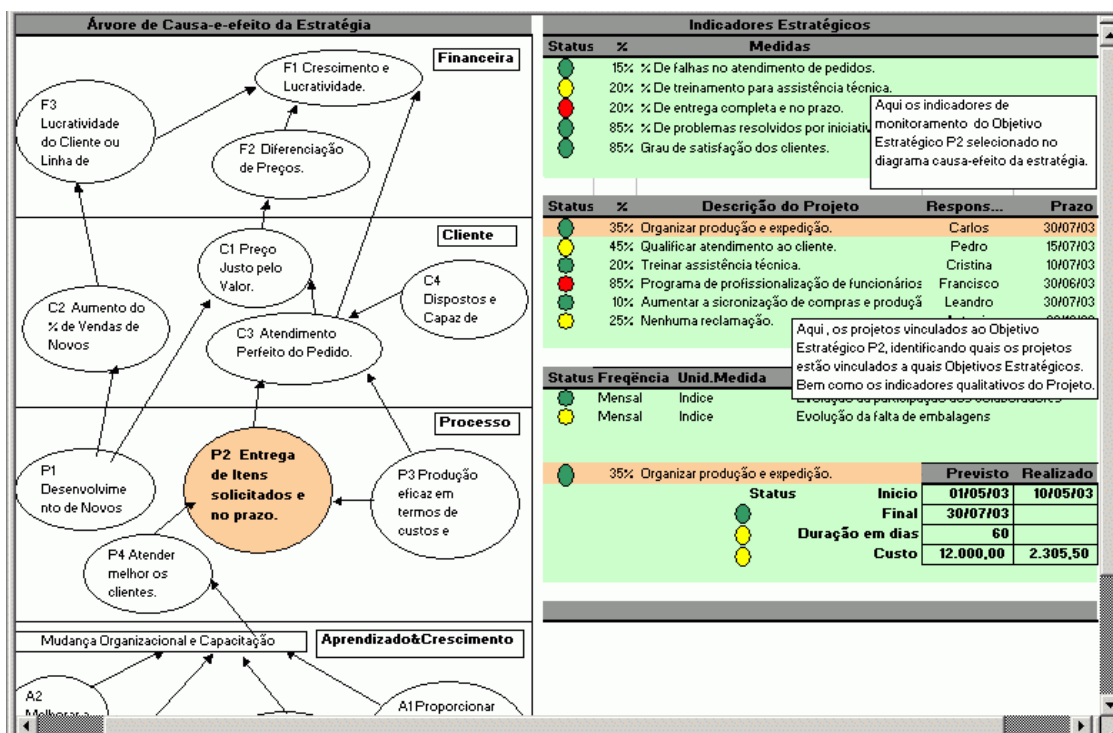 Árvore de Causa-e-efeito da Estratégia
Financeira
F1 Crescimento e
Lucratividade.
F3
Lucratividade
do Cliente ou
Linha de
F2 Diferenciação
de Preços.
Cliente
C1 Preço
Justo pelo
Valor.
C4
Dispostos e
Capaz de
C2 Aumento do
% de Vendas de
Novos
C3 Atendimento
Perfeito do Pedido.
Processo
P2 Entrega
de Itens
solicitados e
no prazo.
P1
Desenvolvime
nto de Novos
P3 Produção
eficaz em
termos de
custos e
P4 Atender
melhor os
clientes.
Mudança Organizacional e Capacitação
Aprendizado&Crescimento
A2
Melhorar a
A1 Proporcionar
Indicadores Estratégicos
Status % Medidas
15% % De falhas no atendimento de pedidos.
20% % De treinamento para assistência técnica.
20% % De entrega completa e no prazo.
85% % De problemas resolvidos por iniciativ
85% Grau de satisfação dos clientes.
Aqui os indicadores de
monitoramento do Objetivo
Estratégico P2 selecionado no
diagrama causa-efeito da estratégia.
Status % Descrição do Projeto Respons... Prazo
35% Organizar produção e expedição. Carlos 30/07/03
45% Qualificar atendimento ao cliente. Pedro 15/07/03
20% Treinar assistência técnica. Cristina 10/07/03
85% Programa de profissionalização de funcionários Francisco 30/06/03
10% Aumentar a sicronização de compras e produçã Leandro 30/07/03
25% Nenhuma reclamação.
Aqui , os projetos vinculados ao Objetivo
Estratégico P2, identificando quais os projetos
estão vinculados a quais Objetivos Estratégicos.
Bem como os indicadores qualitativos do Projeto.
Status Freqëncia Unid.Medida
Mensal Indice Evolução da participação dos colaboradores
Mensal Indice Evolução da falta de embalagens
35% Organizar produção e expedição. Previsto Realizado
Status Inicio 01/05/03 10/05/03
Final 30/07/03
Duração em dias 60
Custo 12.000,00 2.305,50